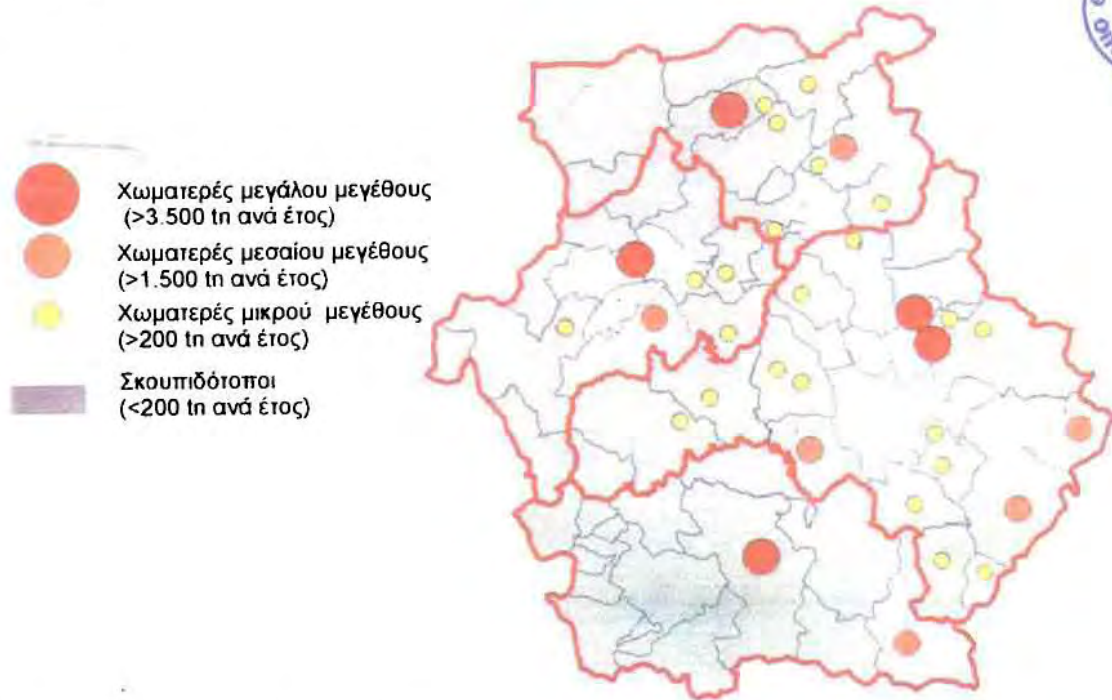 Χωματερές μεγάλου μεγέθους
(>3.500 tn ανά έτος)
Χωματερές μεσαίου μεγέθους
(>1.500 tn ανά έτος)
Χωματερές μικρού μεγέθους
(>200 tn ανά έτος)
Σκουπιδότοποι
(<200 tn ανά έτος)